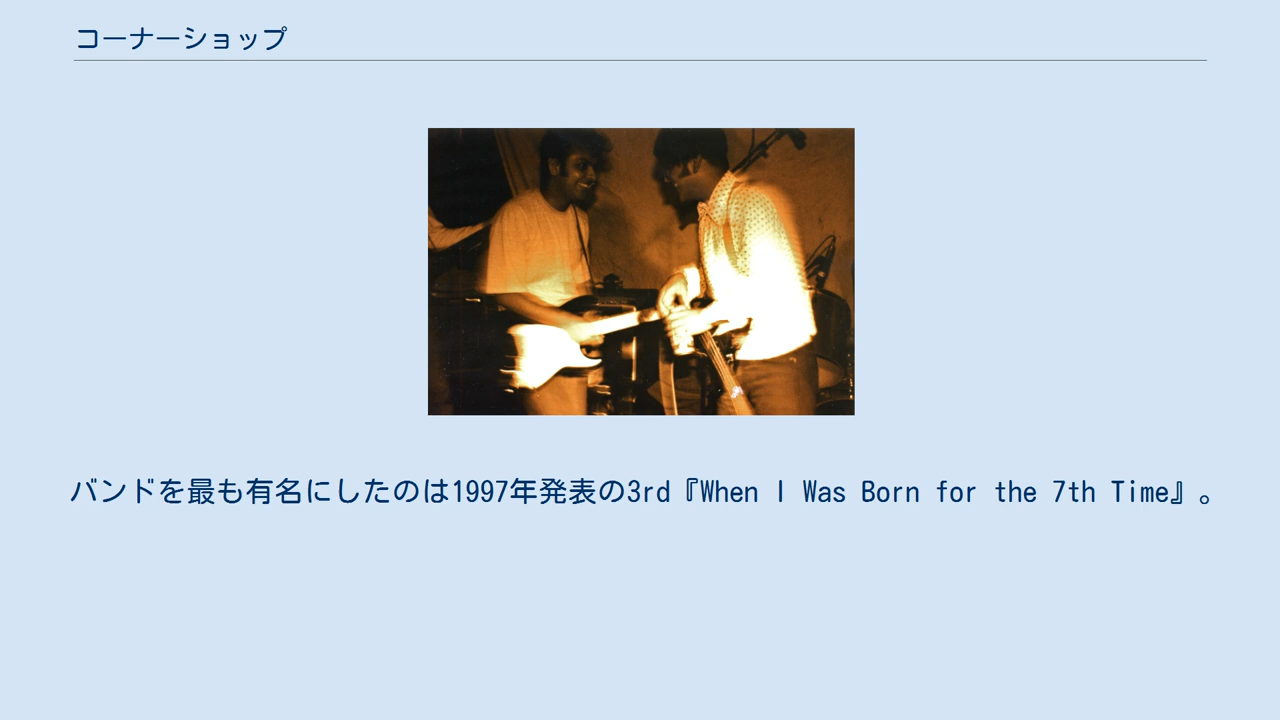 コーナーショップ
バンドを最も有名にしたのは1997年発表の3rd『When I Was Born for the 7th Time』。